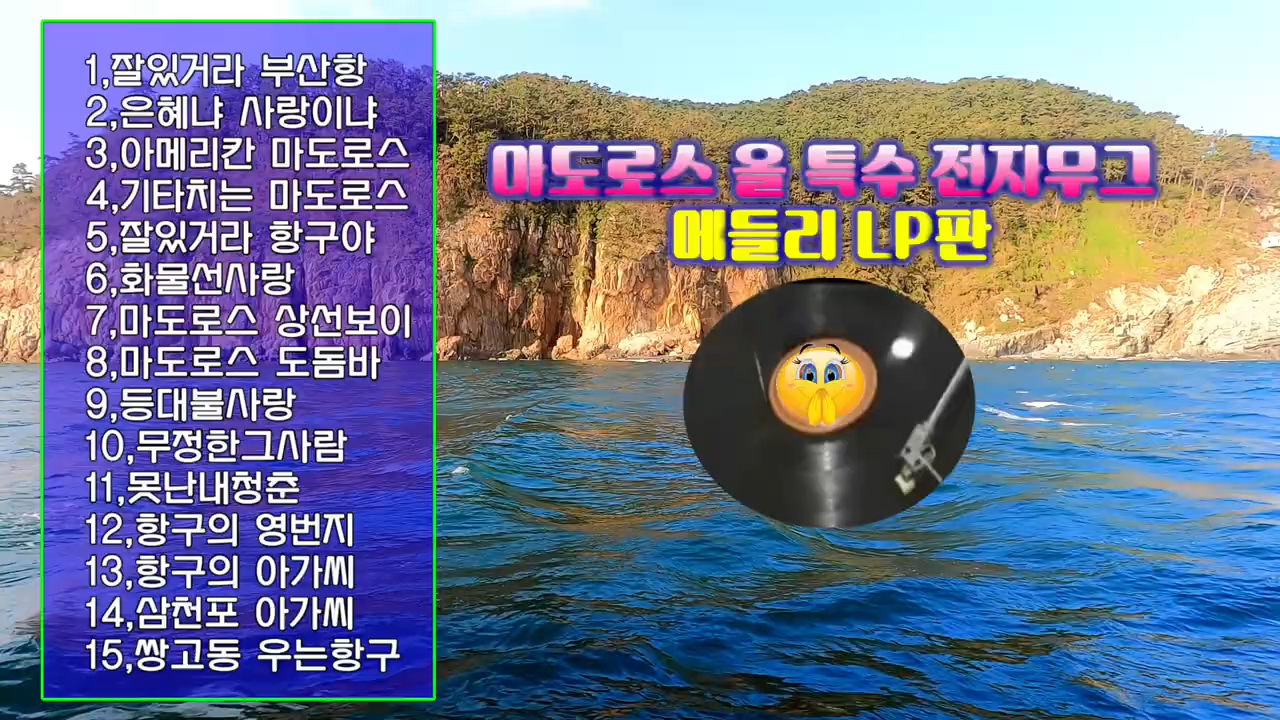 1,잘있거라 부산항
2,은혜냐 사랑이냐
3,아메리칸 마도로스
4,기타치는 마도로스
5,잘있거라 항구야
6,화물선사랑
7,마도로스 상선보이
8,마도로스 도돔바
9,등대불사랑
10,무정한그사람
11,못난내청춘
12,항구의 영번지
13,항구의 아가씨
14,삼천포 아가씨
15,쌍고동 우는항구
마도로스 올 특수 전자무그
메들리 LP판